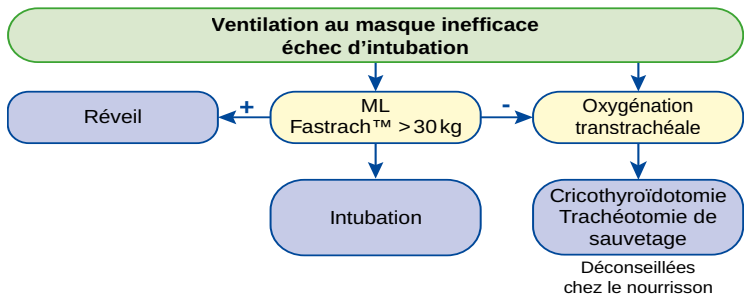 Ventilation au masque inefficace
échec d’intubation
Réveil
+
ML
Fastrach™ > 30 kg
-
Oxygénation
transtrachéale
Intubation
Cricothyroïdotomie
Trachéotomie de
sauvetage
Déconseillées
chez le nourrisson